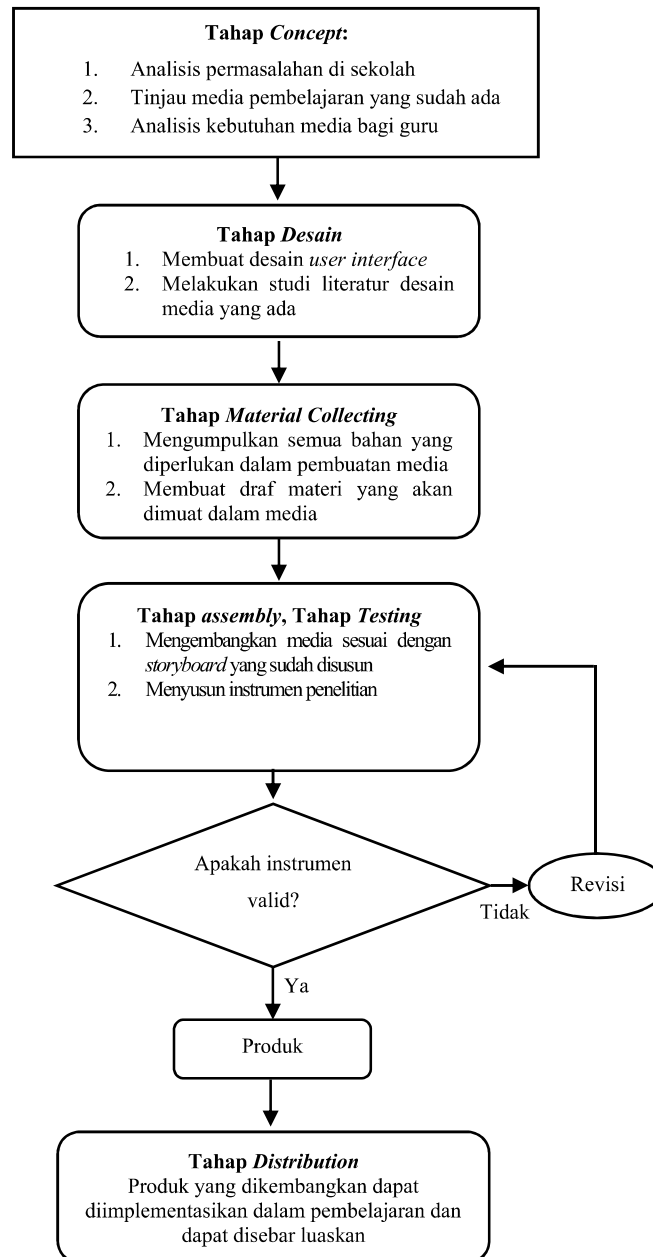 Tahap Concept:
1. Analisis permasalahan di sekolah
2. Tinjau media pembelajaran yang sudah ada
3. Analisis kebutuhan media bagi guru
Tahap Desain
1. Membuat desain user interface
2. Melakukan studi literatur desain
media yang ada
Tahap Material Collecting
1. Mengumpulkan semua bahan yang
diperlukan dalam pembuatan media
2. Membuat draf materi yang akan
dimuat dalam media
Tahap assembly, Tahap Testing
1. Mengembangkan media sesuai dengan
storyboard yang sudah disusun
2. Menyusun instrumen penelitian
Apakah instrumen
valid?
Tidak
Revisi
Ya
Produk
Tahap Distribution
Produk yang dikembangkan dapat
diimplementasikan dalam pembelajaran dan
dapat disebar luaskan